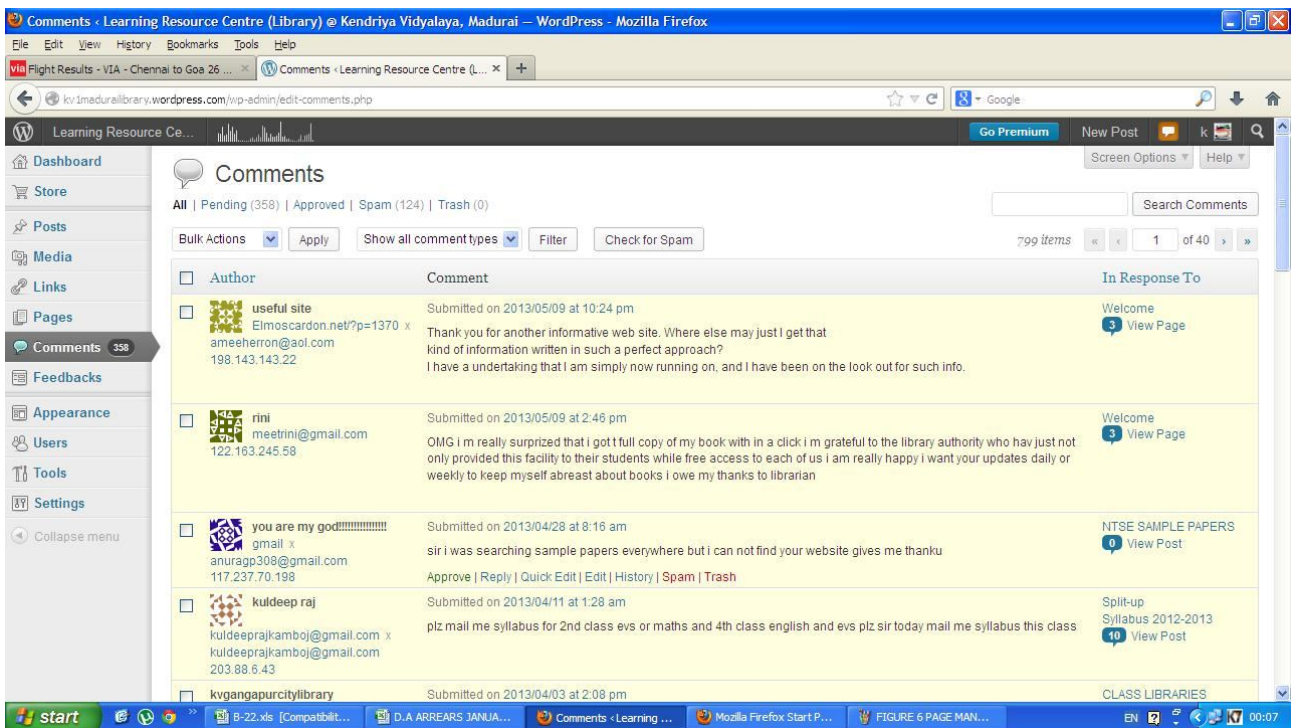 Comments ‹ Learning Resource Centre (Library) @ Kendriya Vidyalaya, Madurai — WordPress - Mozilla Firefox
File Edit View History Bookmarks Tools Help
via Flight Results - VIA - Chennai to Goa 26 ... × Comments ‹ Learning Resource Centre (L... × +
kv1maduralibrary.wordpress.com/wp-admin/edit-comments.php Google
Learning Resource Ce... Go Premium New Post k
Screen Options Help
Dashboard
Store
Posts
Media
Links
Pages
Comments 358
Feedbacks
Appearance
Users
Tools
Settings
Collapse menu
Comments
All | Pending (358) | Approved | Spam (124) | Trash (0)
Search Comments
Bulk Actions Apply Show all comment types Filter Check for Spam 799 items « ‹ 1 of 40 › »
Author Comment In Response To
useful site
Elmoscardon.net/?p=1370 x
ameeherron@aol.com
198.143.143.22
Submitted on 2013/05/09 at 10:24 pm
Thank you for another informative web site. Where else may just I get that
kind of information written in such a perfect approach?
I have a undertaking that I am simply now running on, and I have been on the look out for such info.
Welcome
3 View Page
rini
meetrini@gmail.com
122.163.245.58
Submitted on 2013/05/09 at 2:46 pm
OMG i m really surprized that i got t full copy of my book with in a click i m grateful to the library authority who hav just not
only provided this facility to their students while free access to each of us i am really happy i want your updates daily or
weekly to keep myself abreast about books i owe my thanks to librarian
Welcome
3 View Page
you are my god!!!!!!!!!!!!!!!!
gmail x
anuragp308@gmail.com
117.237.70.198
Submitted on 2013/04/28 at 8:16 am
sir i was searching sample papers everywhere but i can not find your website gives me thanku
Approve | Reply | Quick Edit | Edit | History | Spam | Trash
NTSE SAMPLE PAPERS
0 View Post
kuldeep raj
kuldeeprajkamboj@gmail.com x
kuldeeprajkamboj@gmail.com
203.88.6.43
Submitted on 2013/04/11 at 1:28 am
plz mail me syllabus for 2nd class evs or maths and 4th class english and evs plz sir today mail me syllabus this class
Split-up
Syllabus 2012-2013
10 View Post
kvgangapurcitylibrary
Submitted on 2013/04/03 at 2:08 pm
CLASS LIBRARIES
start B-22.xls [Compatibilit... D.A ARREARS JANUA... Comments ‹ Learning ... Mozilla Firefox Start P... FIGURE 6 PAGE MAN... EN 00:07